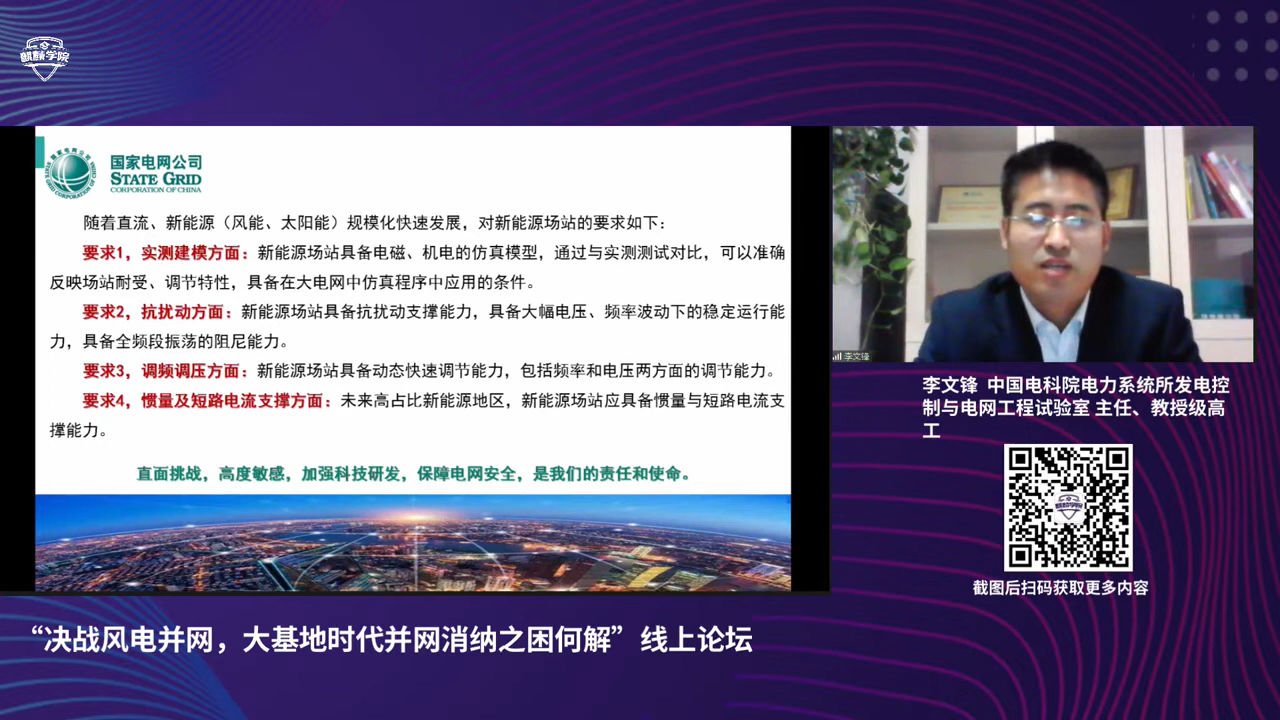 麒麟学院
国家电网公司
STATE GRID
CORPORATION OF CHINA
随着直流、新能源（风能、太阳能）规模化快速发展，对新能源场站的要求如下：
要求1，实测建模方面：新能源场站具备电磁、机电的仿真模型，通过与实测测试对比，可以准确
反映场站耐受、调节特性，具备在大电网中仿真程序中应用的条件。
要求2，抗扰动方面：新能源场站具备抗扰动支撑能力，具备大幅电压、频率波动下的稳定运行能
力，具备全频段振荡的阻尼能力。
要求3，调频调压方面：新能源场站具备动态快速调节能力，包括频率和电压两方面的调节能力。
要求4，惯量及短路电流支撑方面：未来高占比新能源地区，新能源场站应具备惯量与短路电流支
撑能力。
直面挑战，高度敏感，加强科技研发，保障电网安全，是我们的责任和使命。
李文锋
李文锋 中国电科院电力系统所发电控
制与电网工程试验室 主任、教授级高
工
截图后扫码获取更多内容
“决战风电并网，大基地时代并网消纳之困何解”线上论坛